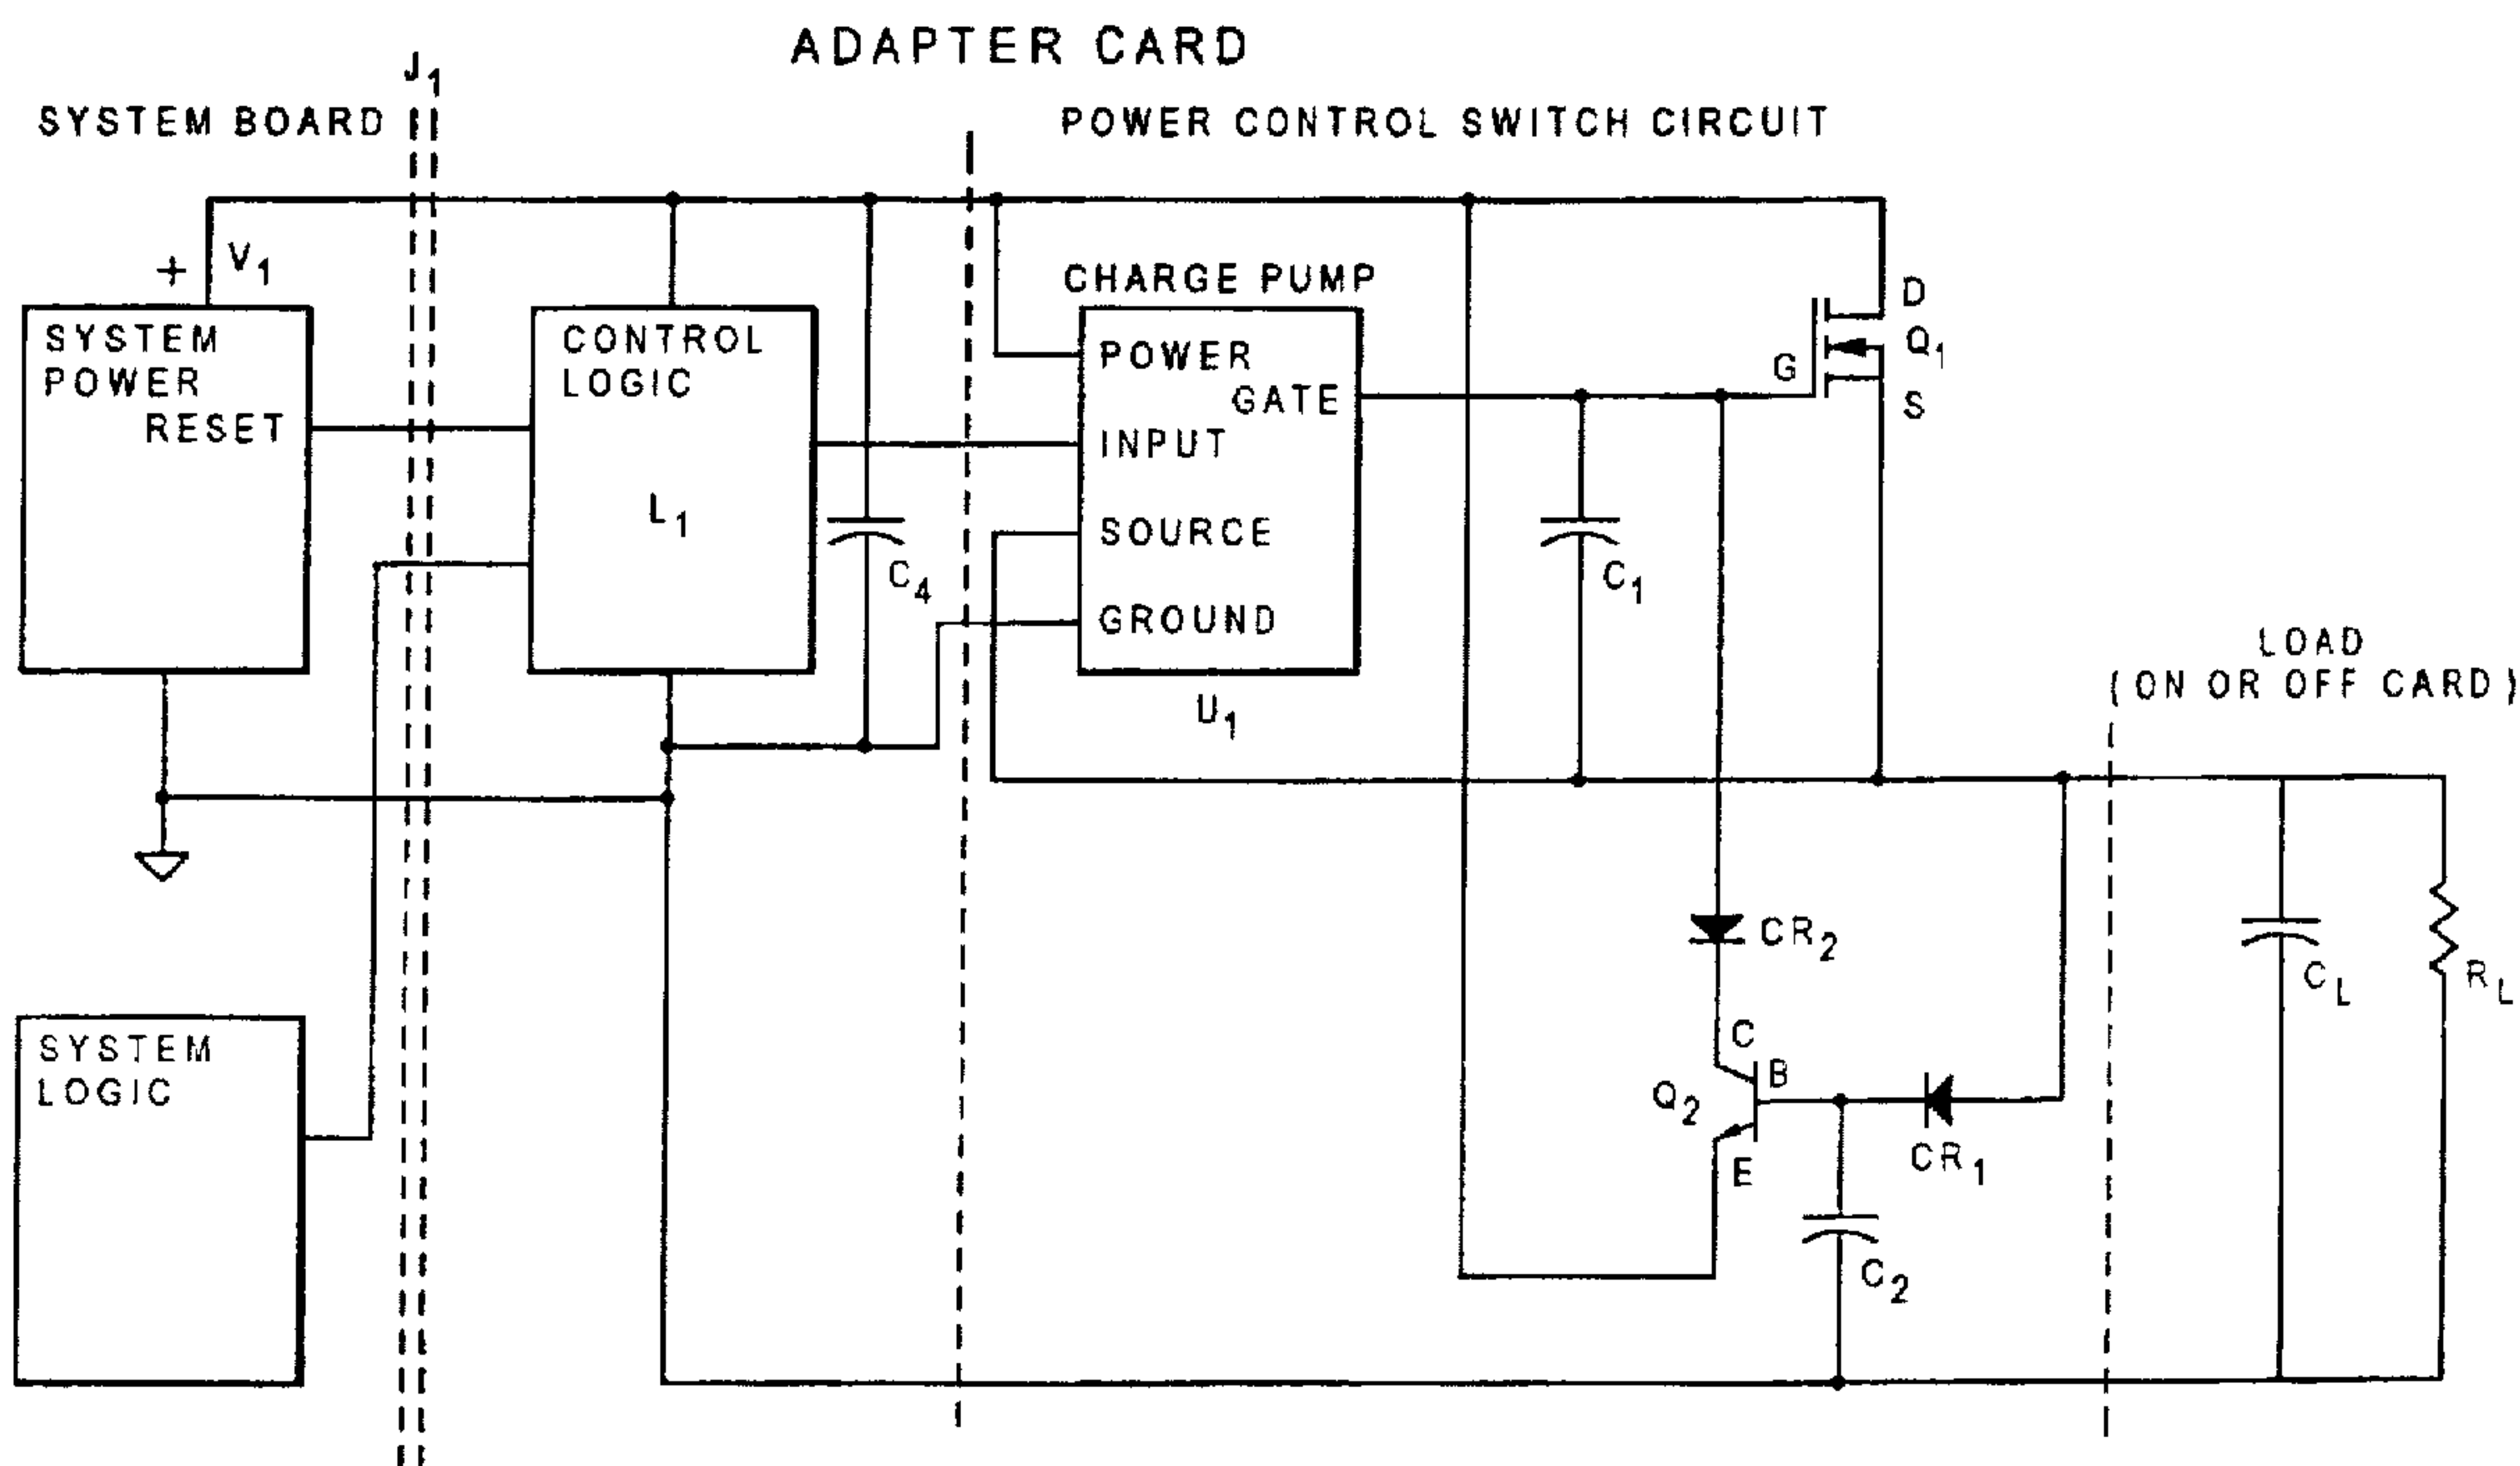 ADAPTER CARD
J1
SYSTEM BOARD
POWER CONTROL SWITCH CIRCUIT
+ V1
SYSTEM
POWER
RESET
CONTROL
LOGIC
L1
C4
CHARGE PUMP
POWER
GATE
INPUT
SOURCE
GROUND
U1
C1
D
Q1
G
S
LOAD
(ON OR OFF CARD)
CR2
C
B
Q2
E
CR1
C2
CL
RL
SYSTEM
LOGIC